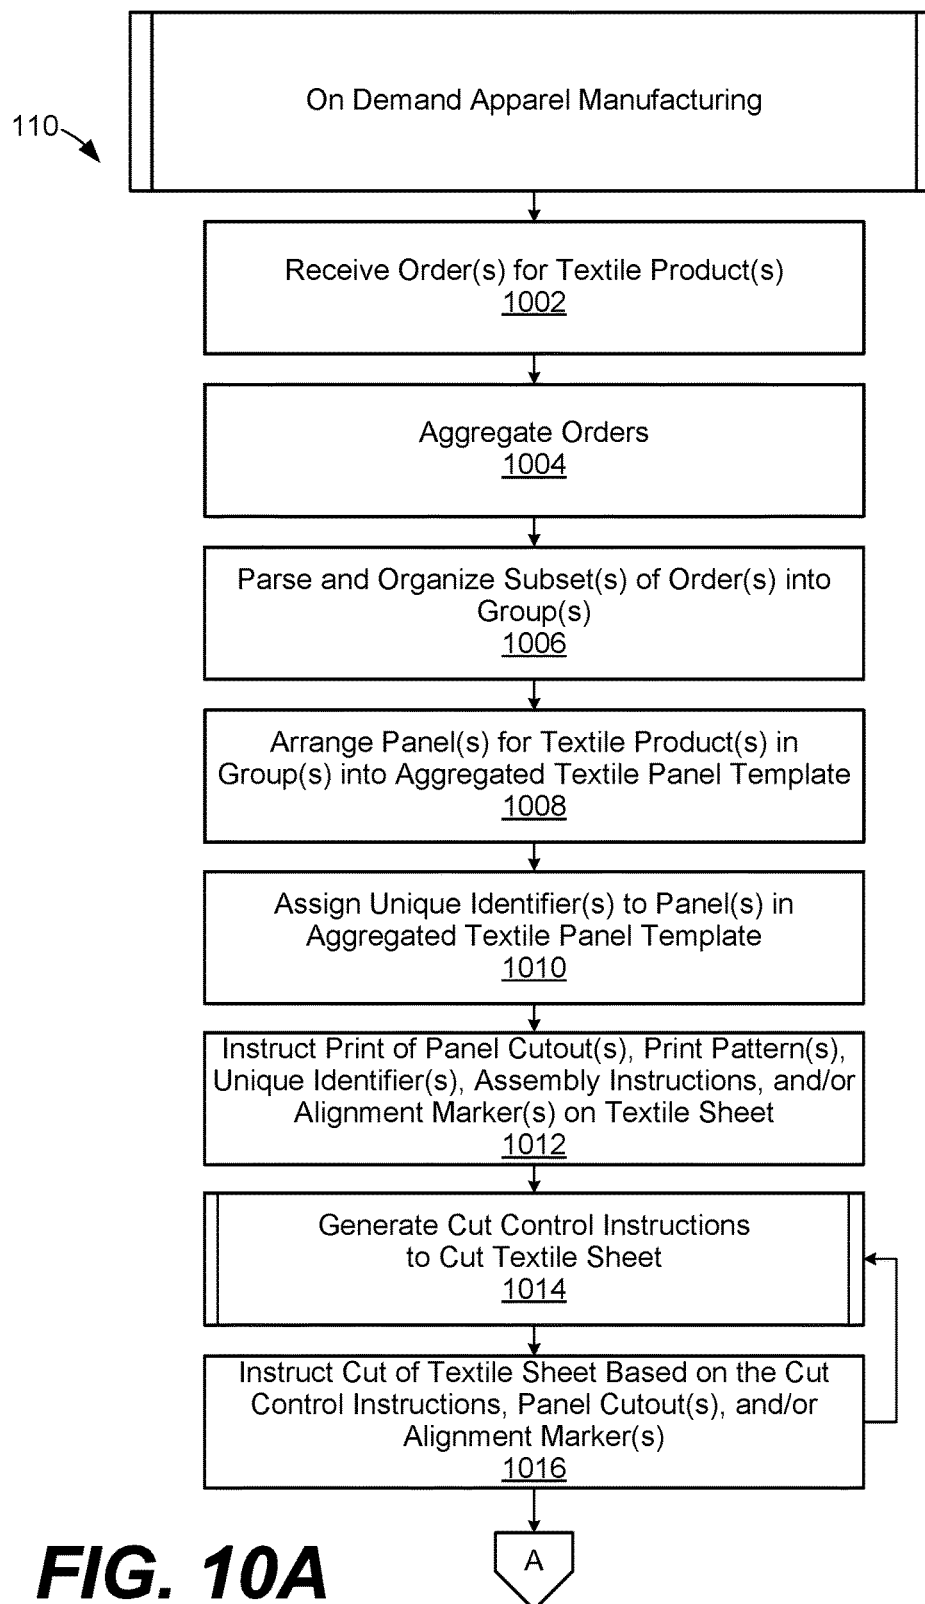 On Demand Apparel Manufacturing
110
Receive Order(s) for Textile Product(s)
1002
Aggregate Orders
1004
Parse and Organize Subset(s) of Order(s) into
Group(s)
1006
Arrange Panel(s) for Textile Product(s) in
Group(s) into Aggregated Textile Panel Template
1008
Assign Unique Identifier(s) to Panel(s) in
Aggregated Textile Panel Template
1010
Instruct Print of Panel Cutout(s), Print Pattern(s),
Unique Identifier(s), Assembly Instructions, and/or
Alignment Marker(s) on Textile Sheet
1012
Generate Cut Control Instructions
to Cut Textile Sheet
1014
Instruct Cut of Textile Sheet Based on the Cut
Control Instructions, Panel Cutout(s), and/or
Alignment Marker(s)
1016
A
FIG. 10A